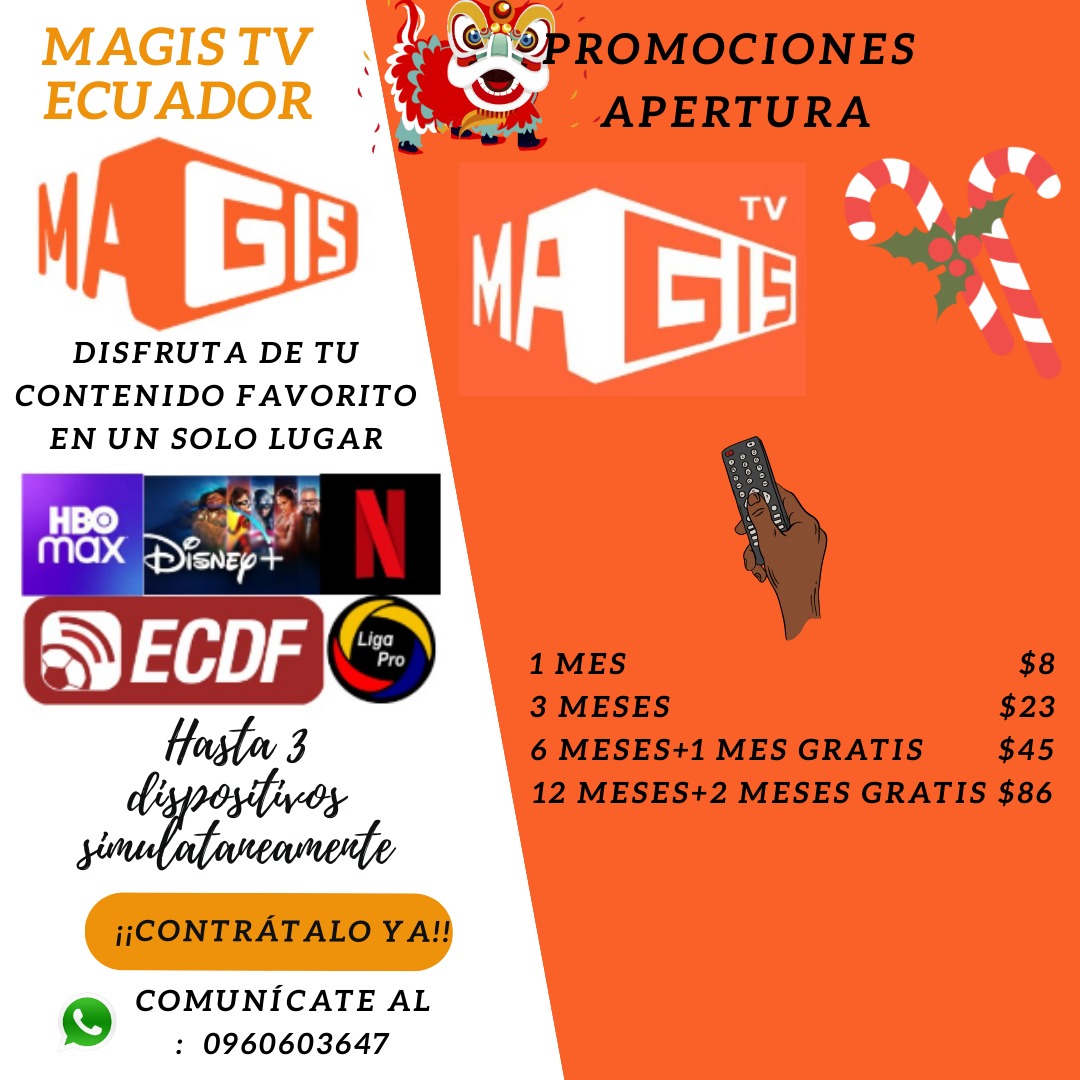 MAGIS TV
ECUADOR
MAGIS
DISFRUTA DE TU
CONTENIDO FAVORITO
EN UN SOLO LUGAR
HBO
max
DISNEY+
N
ECDF
Liga
Pro
Hasta 3
dispositivos
simulataneamente
¡¡CONTRÁTALO YA!!
COMUNÍCATE AL
: 0960603647
PROMOCIONES
APERTURA
TV
MAGIS
1 MES $8
3 MESES $23
6 MESES+1 MES GRATIS $45
12 MESES+2 MESES GRATIS $86